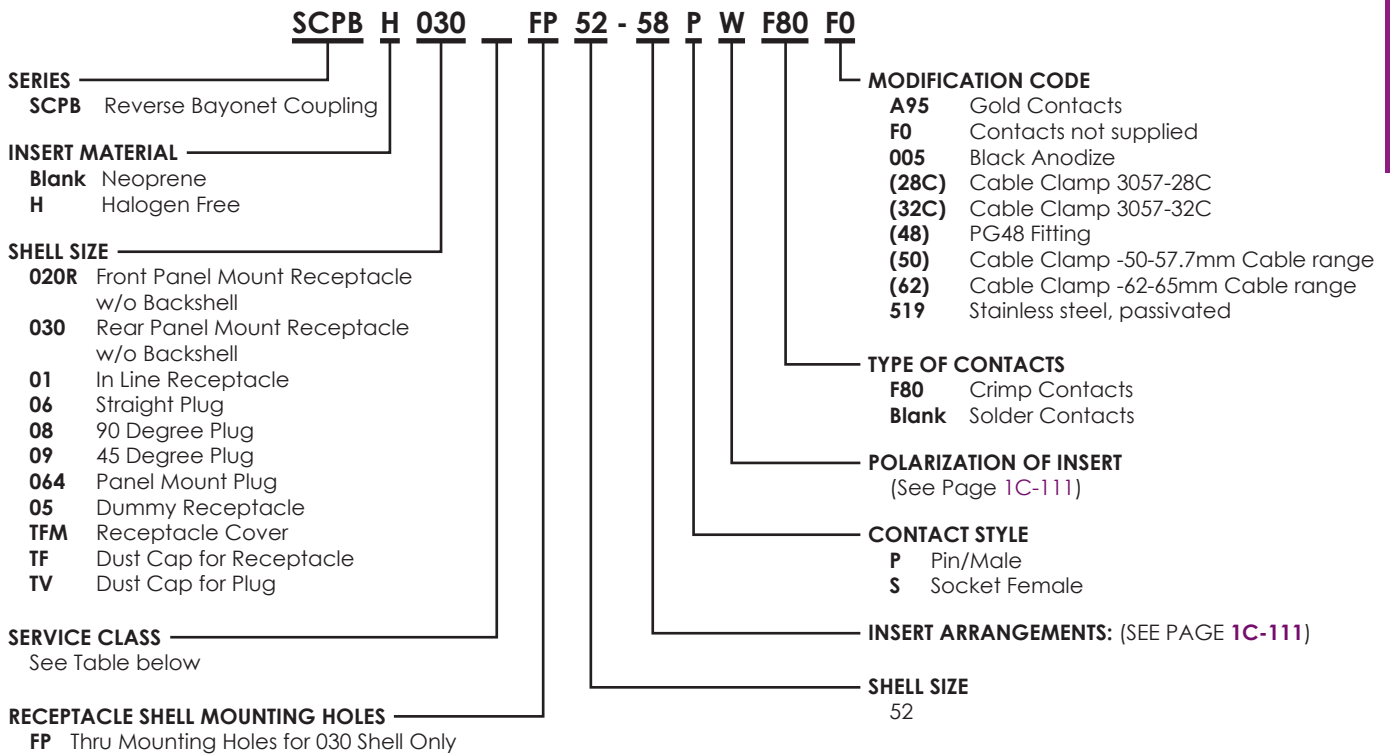 SCPB H 030 __ FP 52 - 58 P W F80 F0
SERIES
SCPB Reverse Bayonet Coupling
INSERT MATERIAL
Blank Neoprene
H Halogen Free
SHELL SIZE
020R Front Panel Mount Receptacle
w/o Backshell
030 Rear Panel Mount Receptacle
w/o Backshell
01 In Line Receptacle
06 Straight Plug
08 90 Degree Plug
09 45 Degree Plug
064 Panel Mount Plug
05 Dummy Receptacle
TFM Receptacle Cover
TF Dust Cap for Receptacle
TV Dust Cap for Plug
SERVICE CLASS
See Table below
RECEPTACLE SHELL MOUNTING HOLES
FP Thru Mounting Holes for 030 Shell Only
MODIFICATION CODE
A95 Gold Contacts
F0 Contacts not supplied
005 Black Anodize
(28C) Cable Clamp 3057-28C
(32C) Cable Clamp 3057-32C
(48) PG48 Fitting
(50) Cable Clamp -50-57.7mm Cable range
(62) Cable Clamp -62-65mm Cable range
519 Stainless steel, passivated
TYPE OF CONTACTS
F80 Crimp Contacts
Blank Solder Contacts
POLARIZATION OF INSERT
(See Page 1C-111)
CONTACT STYLE
P Pin/Male
S Socket Female
INSERT ARRANGEMENTS: (SEE PAGE 1C-111)
SHELL SIZE
52